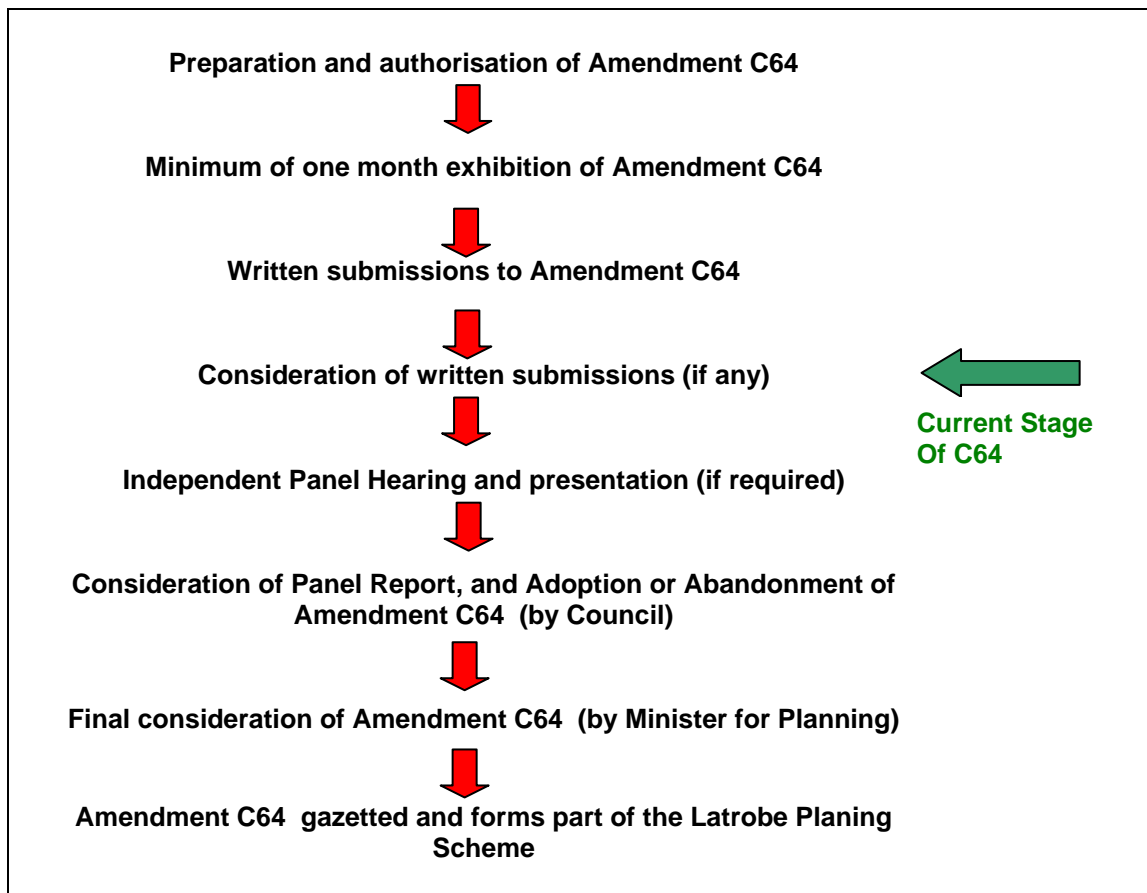 Preparation and authorisation of Amendment C64
Minimum of one month exhibition of Amendment C64
Written submissions to Amendment C64
Consideration of written submissions (if any)
Current Stage
Of C64
Independent Panel Hearing and presentation (if required)
Consideration of Panel Report, and Adoption or Abandonment of
Amendment C64 (by Council)
Final consideration of Amendment C64 (by Minister for Planning)
Amendment C64 gazetted and forms part of the Latrobe Planing
Scheme